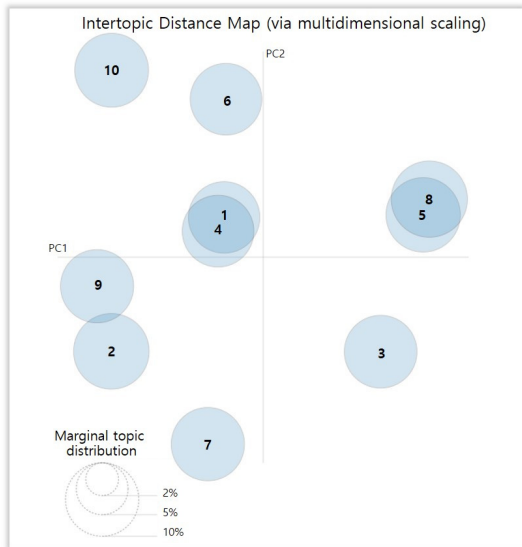 Intertopic Distance Map (via multidimensional scaling)
PC2
10
6
8
1
5
4
PC1
9
2
3
7
Marginal topic
distribution
2%
5%
10%